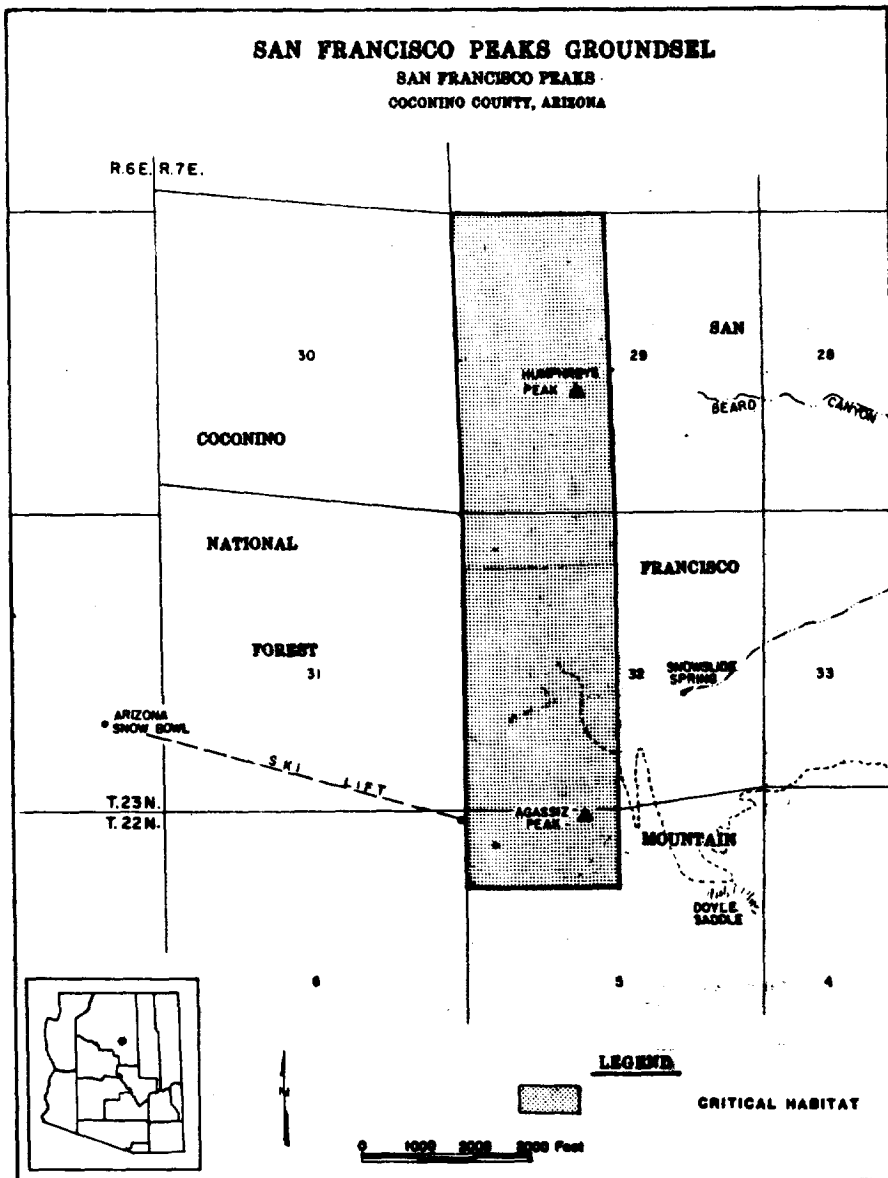 SAN FRANCISCO PEAKS GROUNDSEL
SAN FRANCISCO PEAKS
COCONINO COUNTY, ARIZONA
R.6E. R.7E.
SAN
30
29
28
HUMPHREYS
PEAK
BEARD CANYON
COCONINO
NATIONAL
FRANCISCO
FOREST
31
32
33
SNOWSLIDE
SPRING
ARIZONA
SNOW BOWL
SKI LIFT
T.23N.
T.22N.
AGASSIZ
PEAK
MOUNTAIN
DOYLE
SADDLE
6
5
4
LEGEND
N
CRITICAL HABITAT
0 1000 2000 3000 Feet